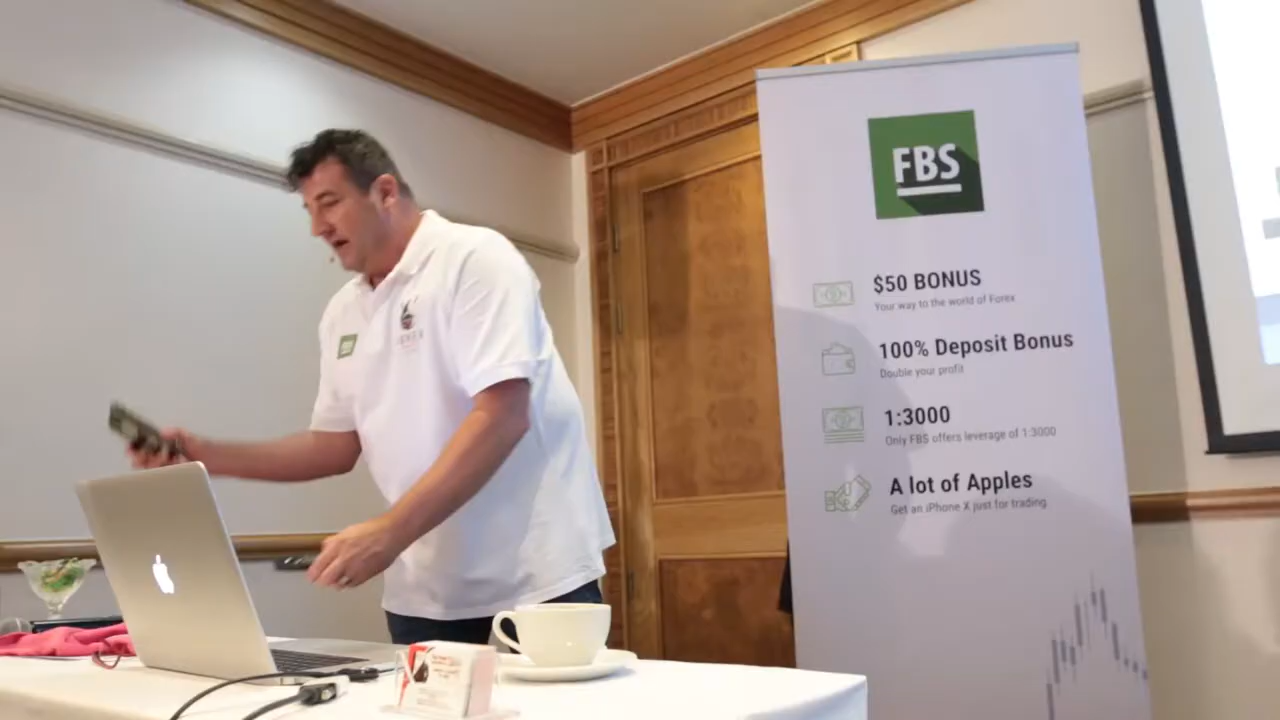 FBS
$50 BONUS
Your way to the world of Forex
100% Deposit Bonus
Double your profit
1:3000
Only FBS offers leverage of 1:3000
A lot of Apples
Get an iPhone X just for trading
FBS